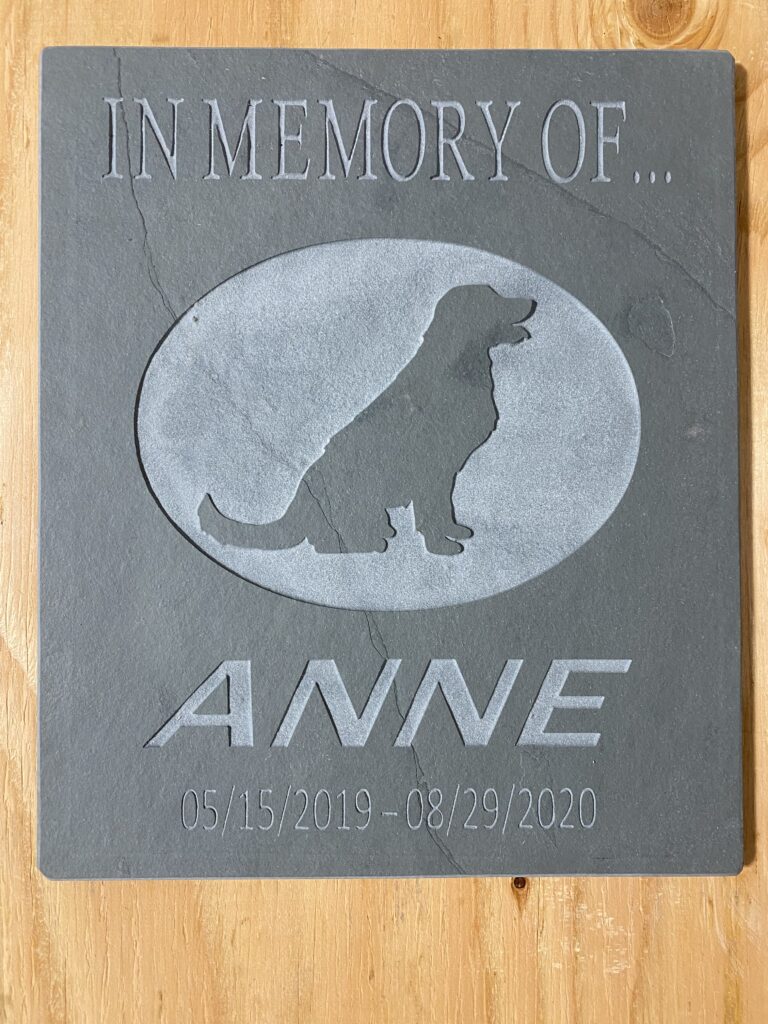 IN MEMORY OF...
ANNE
05/15/2019 – 08/29/2020